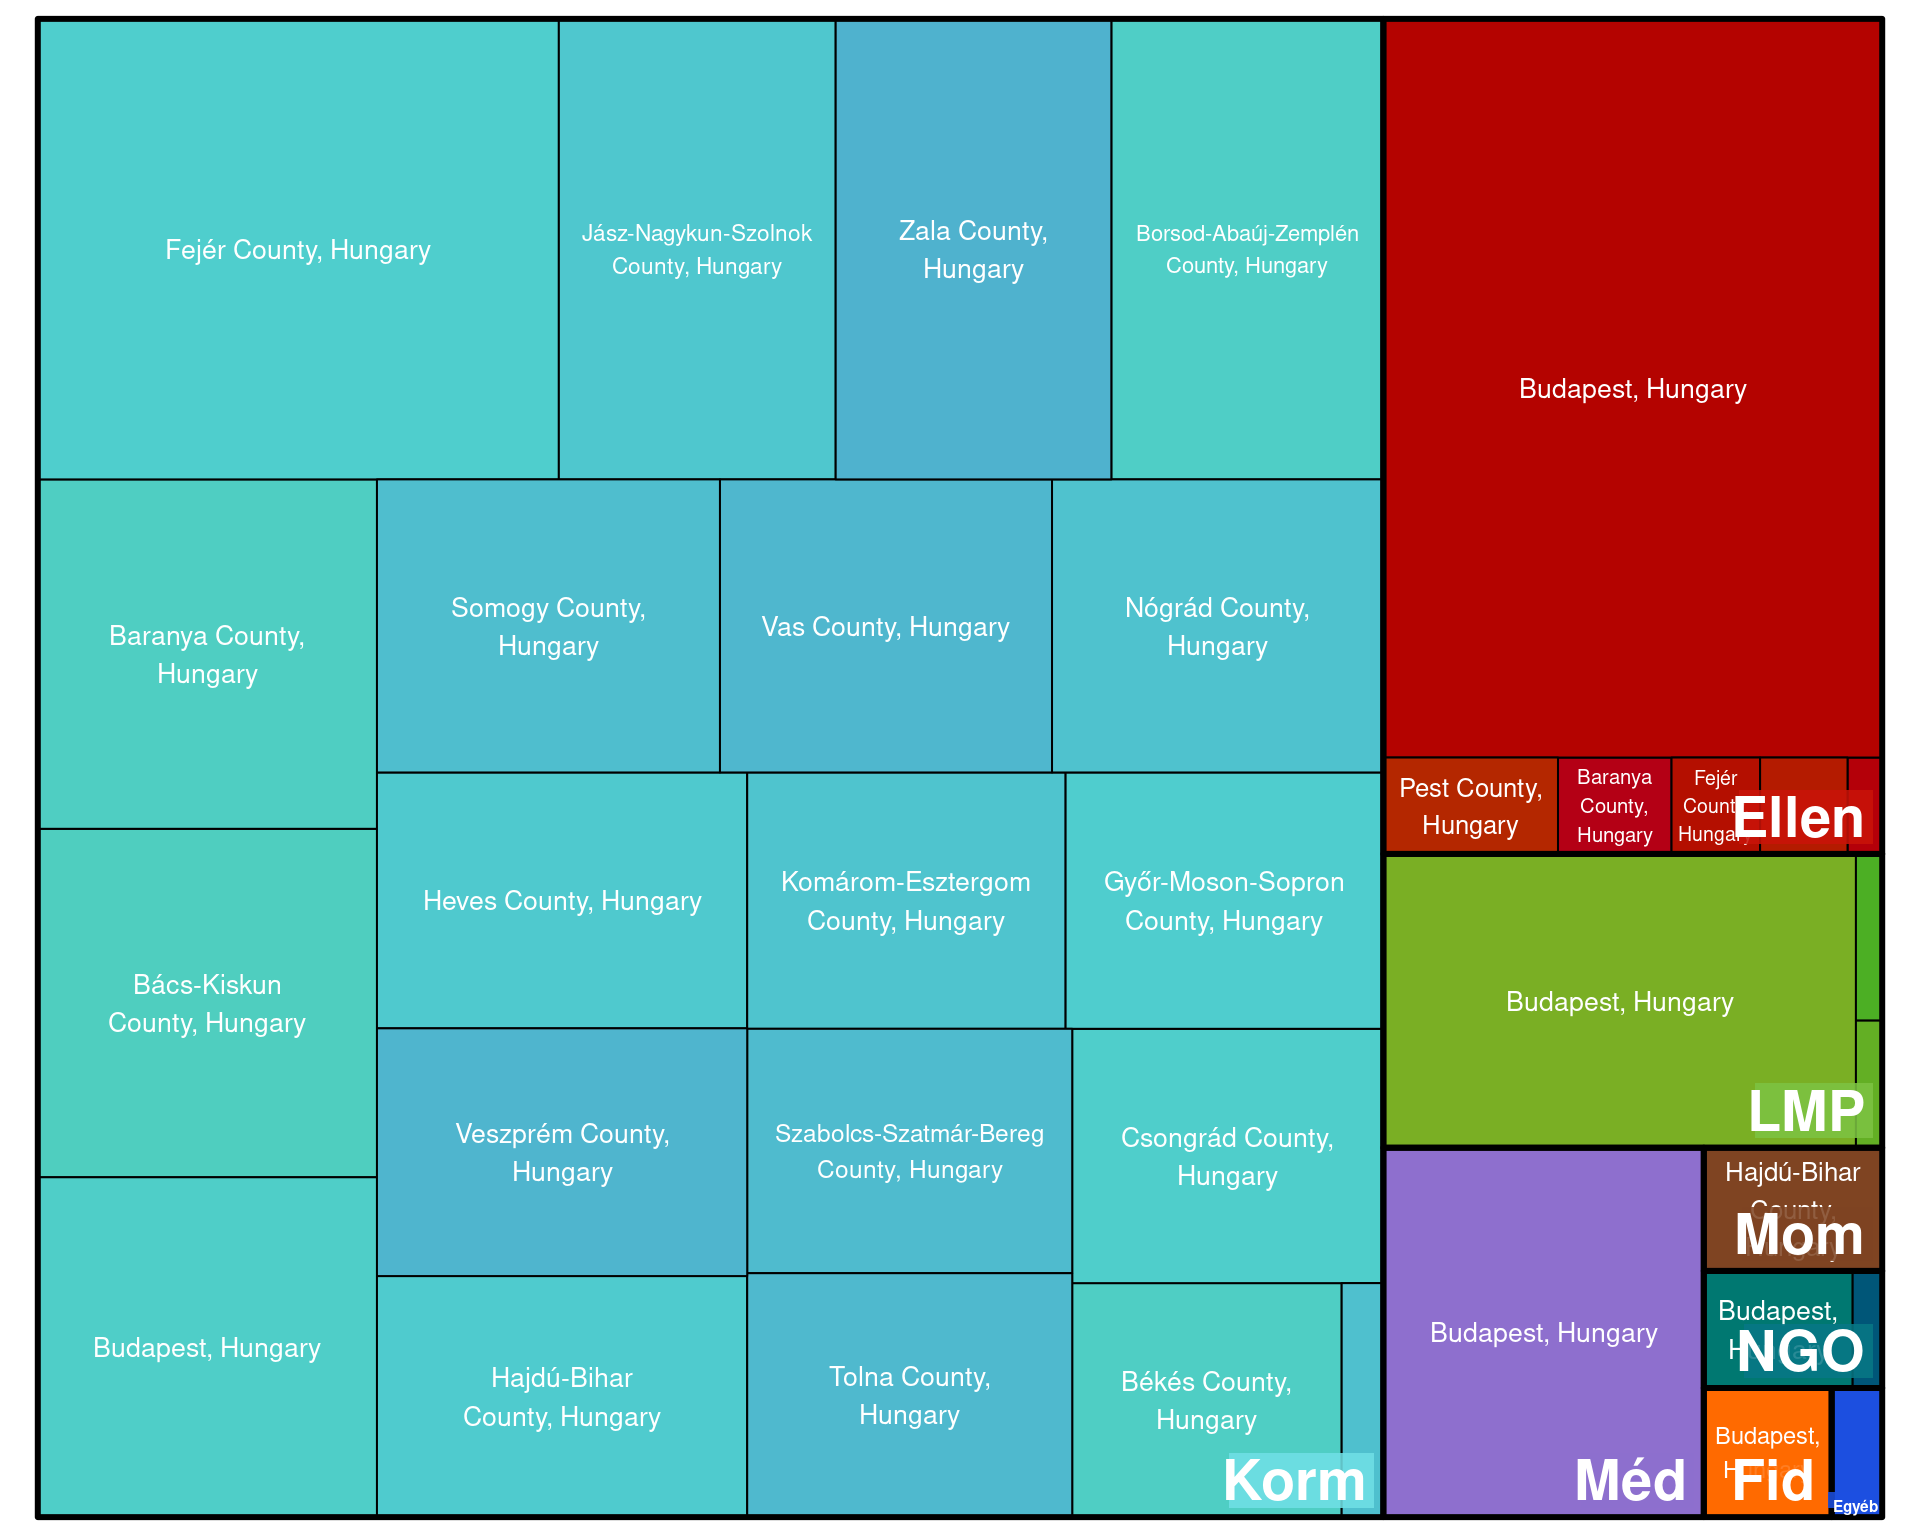 Fejér County, Hungary
Jász-Nagykun-Szolnok
County, Hungary
Zala County,
Hungary
Borsod-Abaúj-Zemplén
County, Hungary
Baranya County,
Hungary
Somogy County,
Hungary
Vas County, Hungary
Nógrád County,
Hungary
Bács-Kiskun
County, Hungary
Heves County, Hungary
Komárom-Esztergom
County, Hungary
Győr-Moson-Sopron
County, Hungary
Veszprém County,
Hungary
Szabolcs-Szatmár-Bereg
County, Hungary
Csongrád County,
Hungary
Budapest, Hungary
Hajdú-Bihar
County, Hungary
Tolna County,
Hungary
Békés County,
Hungary
Korm
Budapest, Hungary
Pest County,
Hungary
Baranya
County,
Hungary
Fejér
County,
Hungary
Ellen
Budapest, Hungary
LMP
Budapest, Hungary
Méd
Hajdú-Bihar
County,
Mom
Budapest,
NGO
Budapest,
Fid
Egyéb